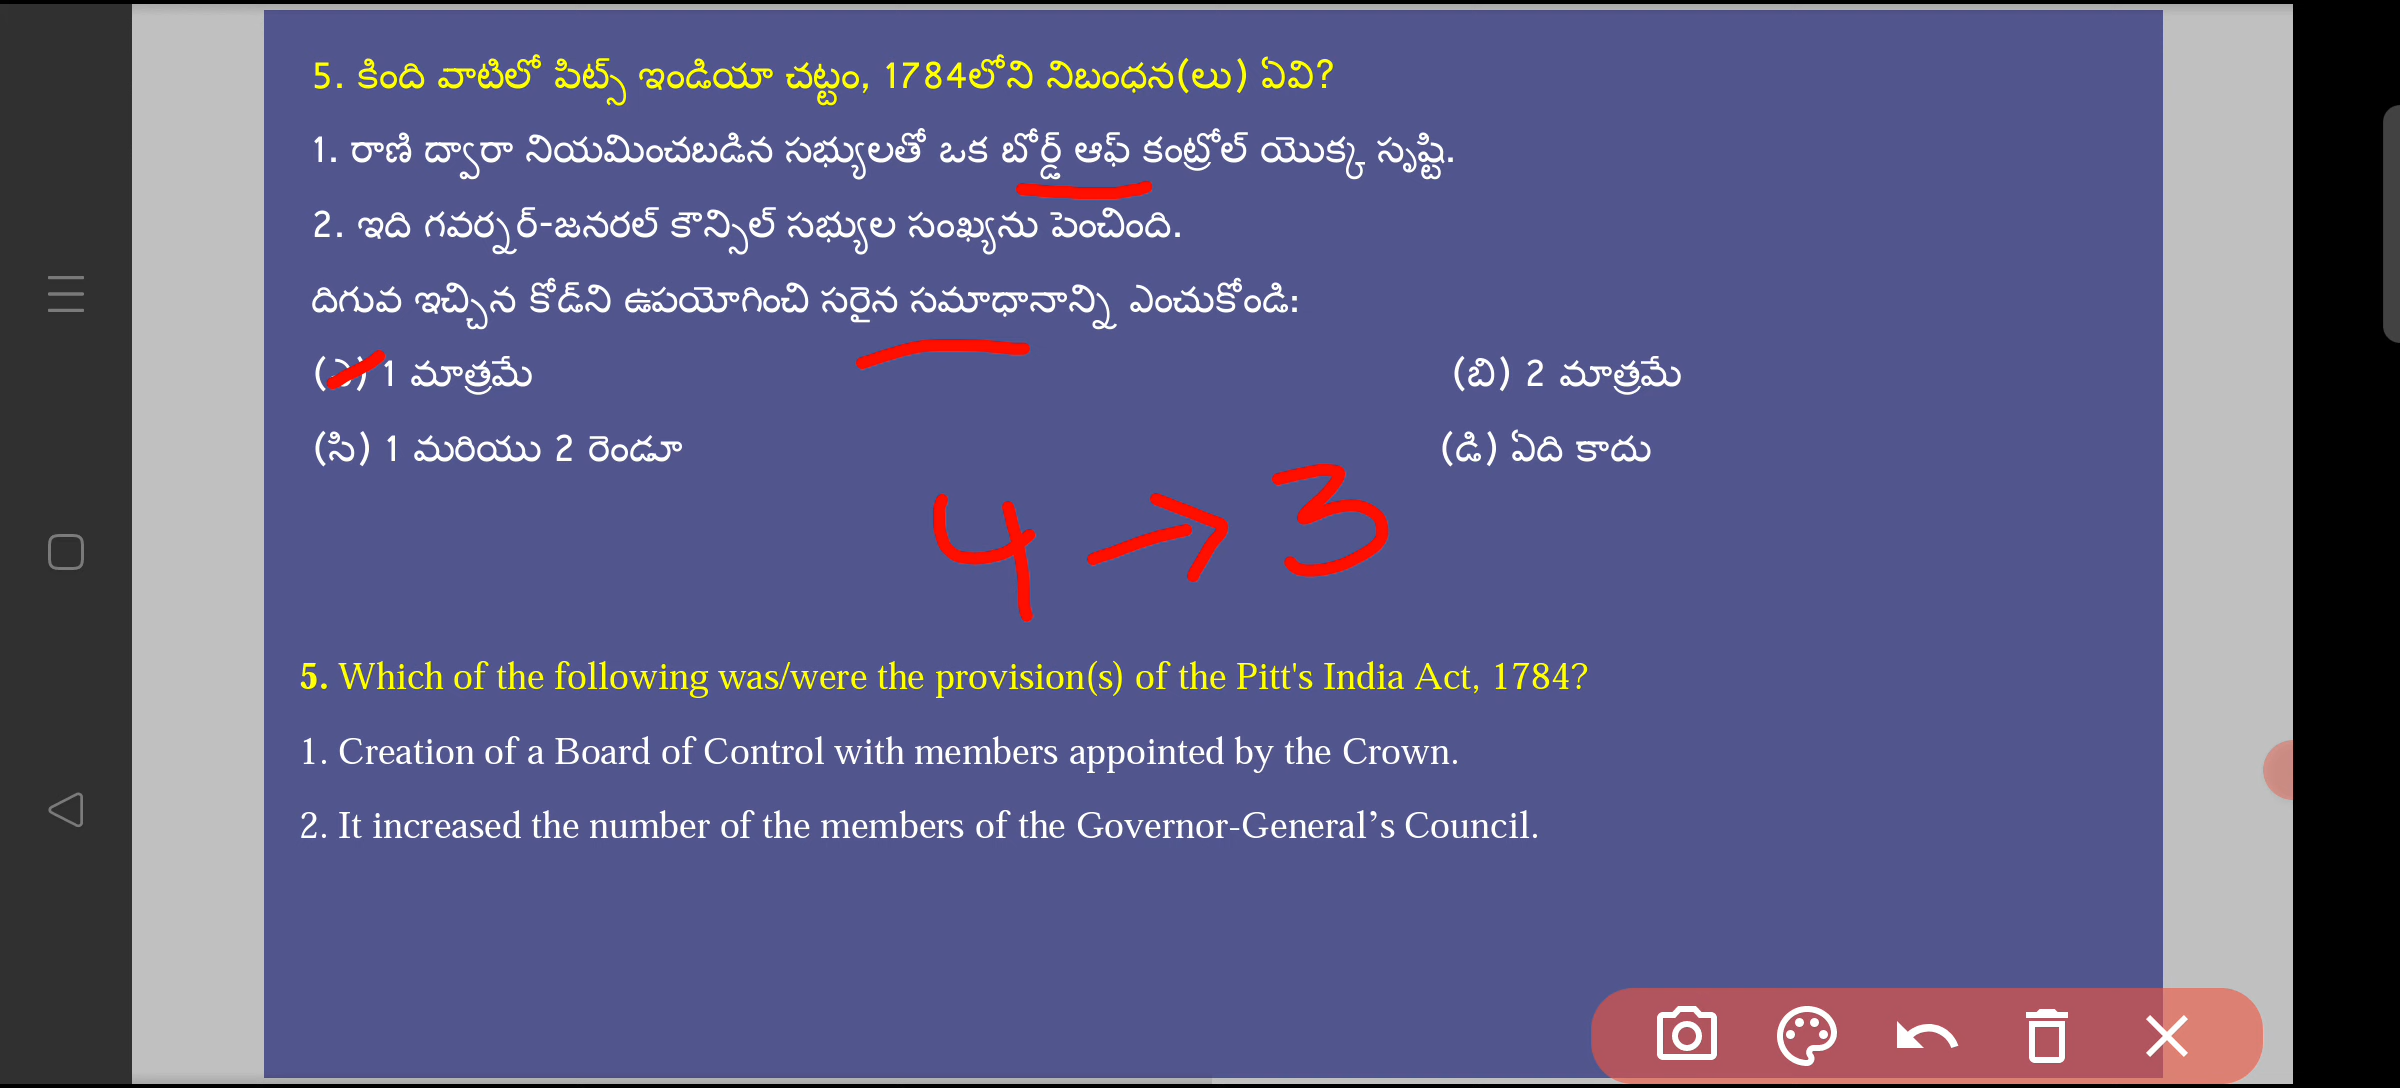 5. కింది వాటిలో పిట్స్ ఇండియా చట్టం, 1784లోని నిబంధన(లు) ఏవి?
1. రాణి ద్వారా నియమించబడిన సభ్యులతో ఒక బోర్డ్ ఆఫ్ కంట్రోల్ యొక్క సృష్టి.
2. ఇది గవర్నర్-జనరల్ కౌన్సిల్ సభ్యుల సంఖ్యను పెంచింది.
దిగువ ఇచ్చిన కోడ్‌ని ఉపయోగించి సరైన సమాధానాన్ని ఎంచుకోండి:
1 మాత్రమే (బి) 2 మాత్రమే
(సి) 1 మరియు 2 రెండూ (డి) ఏది కాదు
4 → 3
5. Which of the following was/were the provision(s) of the Pitt's India Act, 1784?
1. Creation of a Board of Control with members appointed by the Crown.
2. It increased the number of the members of the Governor-General’s Council.